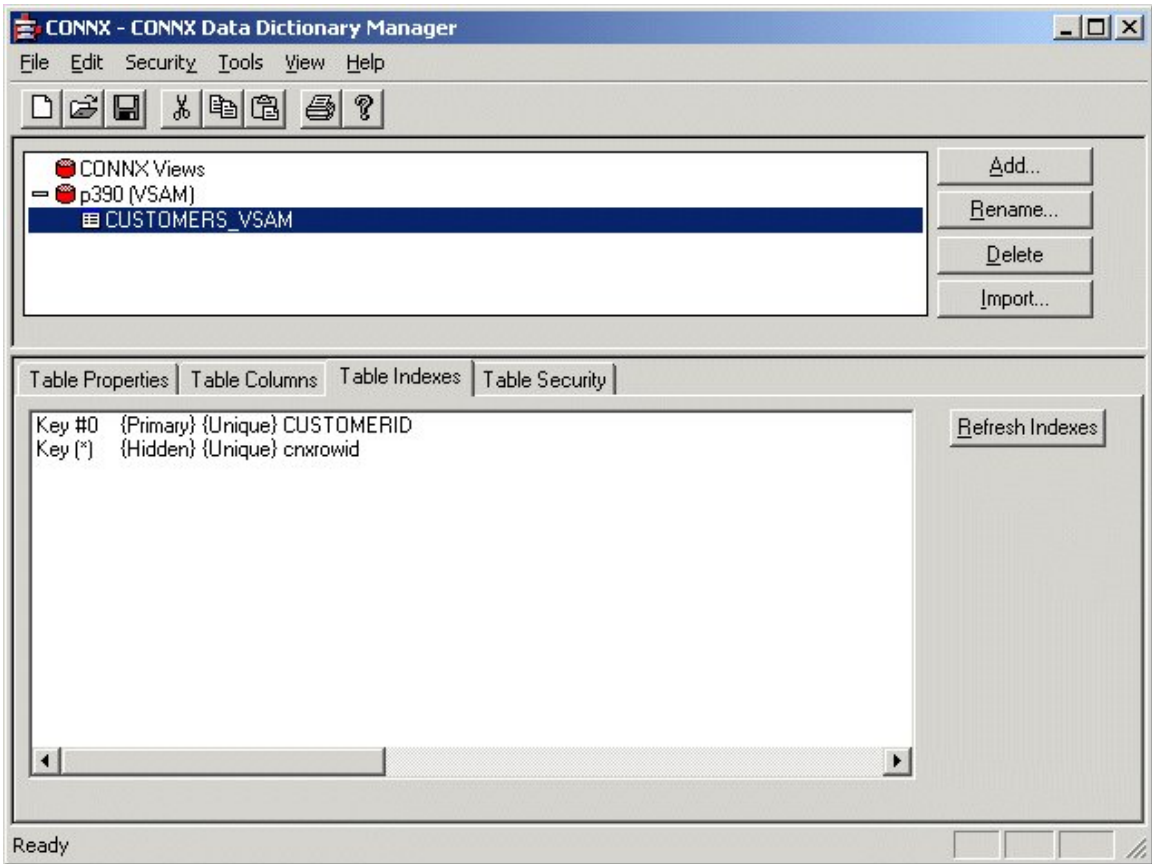 CONNX - CONNX Data Dictionary Manager
File Edit Security Tools View Help
CONNX Views
p390 (VSAM)
CUSTOMERS_VSAM
Add...
Rename...
Delete
Import...
Table Properties Table Columns Table Indexes Table Security
Key #0 {Primary} {Unique} CUSTOMERID
Key (*) {Hidden} {Unique} cnxrowid
Refresh Indexes
Ready